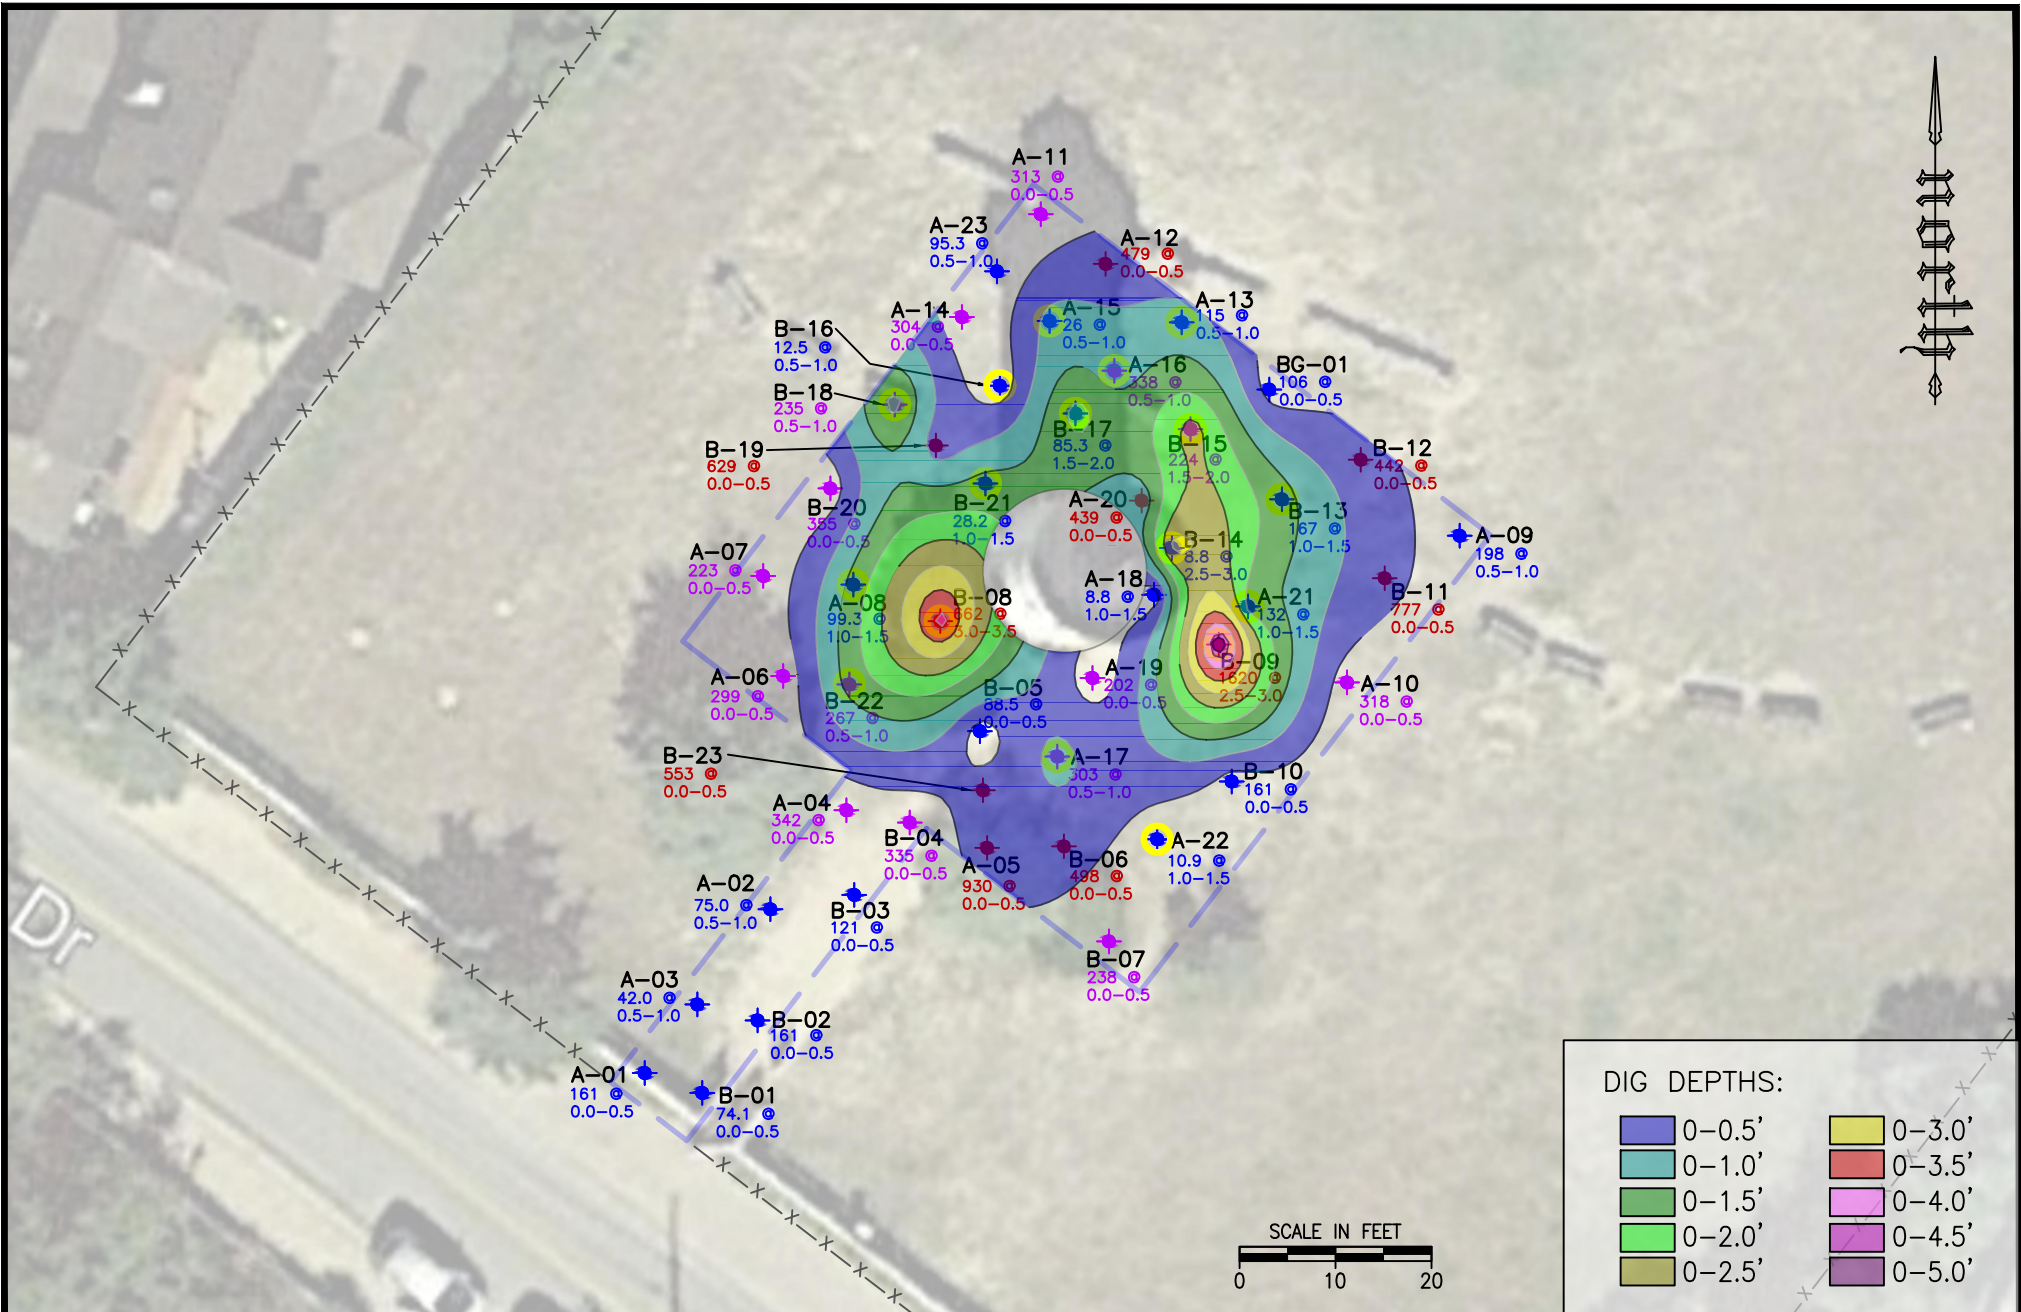 A-11
313 @
0.0-0.5
A-23
95.3 @
0.5-1.0
A-12
479 @
0.0-0.5
A-14
304 @
0.0-0.5
A-15
26 @
0.5-1.0
A-13
115 @
0.5-1.0
B-16
12.5 @
0.5-1.0
A-16
338 @
0.5-1.0
BG-01
106 @
0.0-0.5
B-18
235 @
0.5-1.0
B-17
85.3 @
1.5-2.0
B-15
224 @
1.5-2.0
B-19
629 @
0.0-0.5
B-12
442 @
0.0-0.5
B-20
355 @
0.0-0.5
B-21
28.2 @
1.0-1.5
A-20
439 @
0.0-0.5
B-13
167 @
1.0-1.5
B-14
8.8 @
2.5-3.0
A-09
198 @
0.5-1.0
A-07
223 @
0.0-0.5
A-18
8.8 @
1.0-1.5
A-08
99.3 @
1.0-1.5
B-08
662 @
3.0-3.5
A-21
132 @
1.0-1.5
B-11
777 @
0.0-0.5
A-06
299 @
0.0-0.5
A-19
202 @
0.0-0.5
B-09
1620 @
2.5-3.0
A-10
318 @
0.0-0.5
B-22
267 @
0.5-1.0
B-05
88.5 @
0.0-0.5
B-23
553 @
0.0-0.5
A-17
303 @
0.5-1.0
B-10
161 @
0.0-0.5
A-04
342 @
0.0-0.5
B-04
335 @
0.0-0.5
A-05
930 @
0.0-0.5
B-06
498 @
0.0-0.5
A-22
10.9 @
1.0-1.5
A-02
75.0 @
0.5-1.0
B-03
121 @
0.0-0.5
B-07
238 @
0.0-0.5
A-03
42.0 @
0.5-1.0
B-02
161 @
0.0-0.5
A-01
161 @
0.0-0.5
B-01
74.1 @
0.0-0.5
Dr
North
SCALE IN FEET
0 10 20
DIG DEPTHS:
0-0.5'
0-1.0'
0-1.5'
0-2.0'
0-2.5'
0-3.0'
0-3.5'
0-4.0'
0-4.5'
0-5.0'